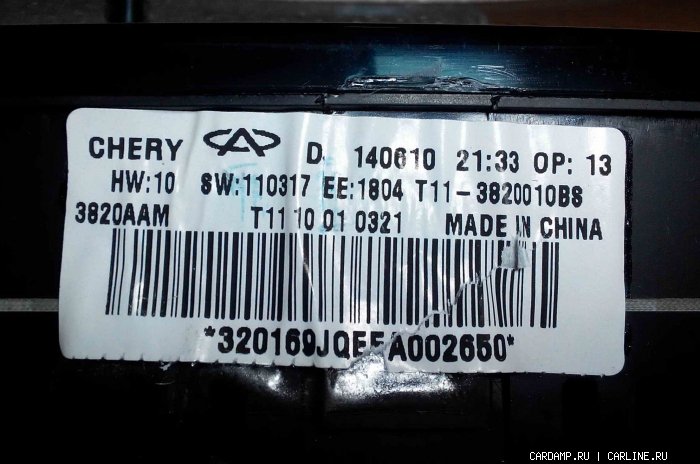 CHERY D 140610 21:33 OP: 13
HW:10 SW:110317 EE:1804 T11-3820010BS
3820AAM T11 10 01 0321 MADE IN CHINA
*320169JQEEA002650*
CARDAMP.RU | CARLINE.RU